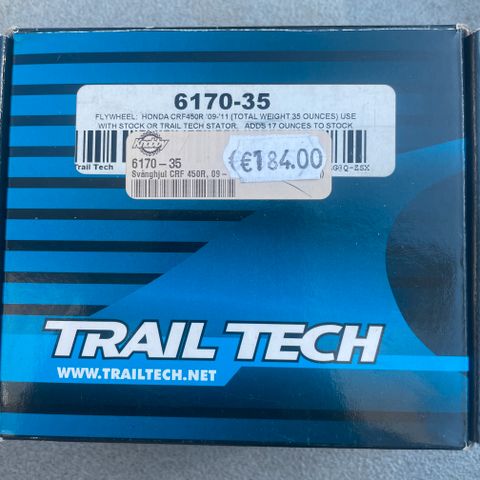 6170-35
FLYWHEEL: HONDA CRF450R '09-'11 (TOTAL WEIGHT 35 OUNCES) USE
WITH STOCK OR TRAIL TECH STATOR. ADDS 17 OUNCES TO STOCK
Trail Tech
6170-35
€184.00
Svänghjul CRF 450R, 09 -
TRAIL TECH
WWW.TRAILTECH.NET